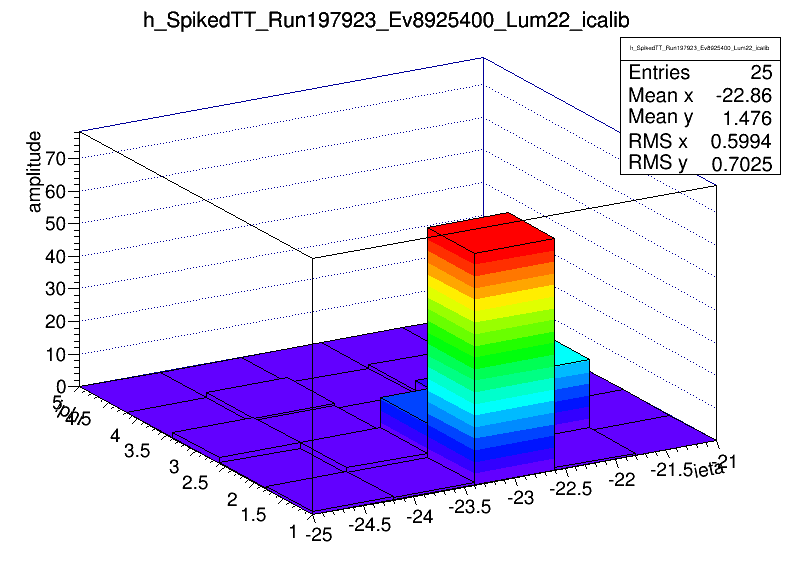 h_SpikedTT_Run197923_Ev8925400_Lum22_icalib
h_SpikedTT_Run197923_Ev8925400_Lum22_icalib
Entries 25
Mean x -22.86
Mean y 1.476
RMS x 0.5994
RMS y 0.7025
amplitude
70
60
50
40
30
20
10
0
5
4.5
4
3.5
3
2.5
2
1.5
1
iphi
-25
-24.5
-24
-23.5
-23
-22.5
-22
-21.5
-21
ieta